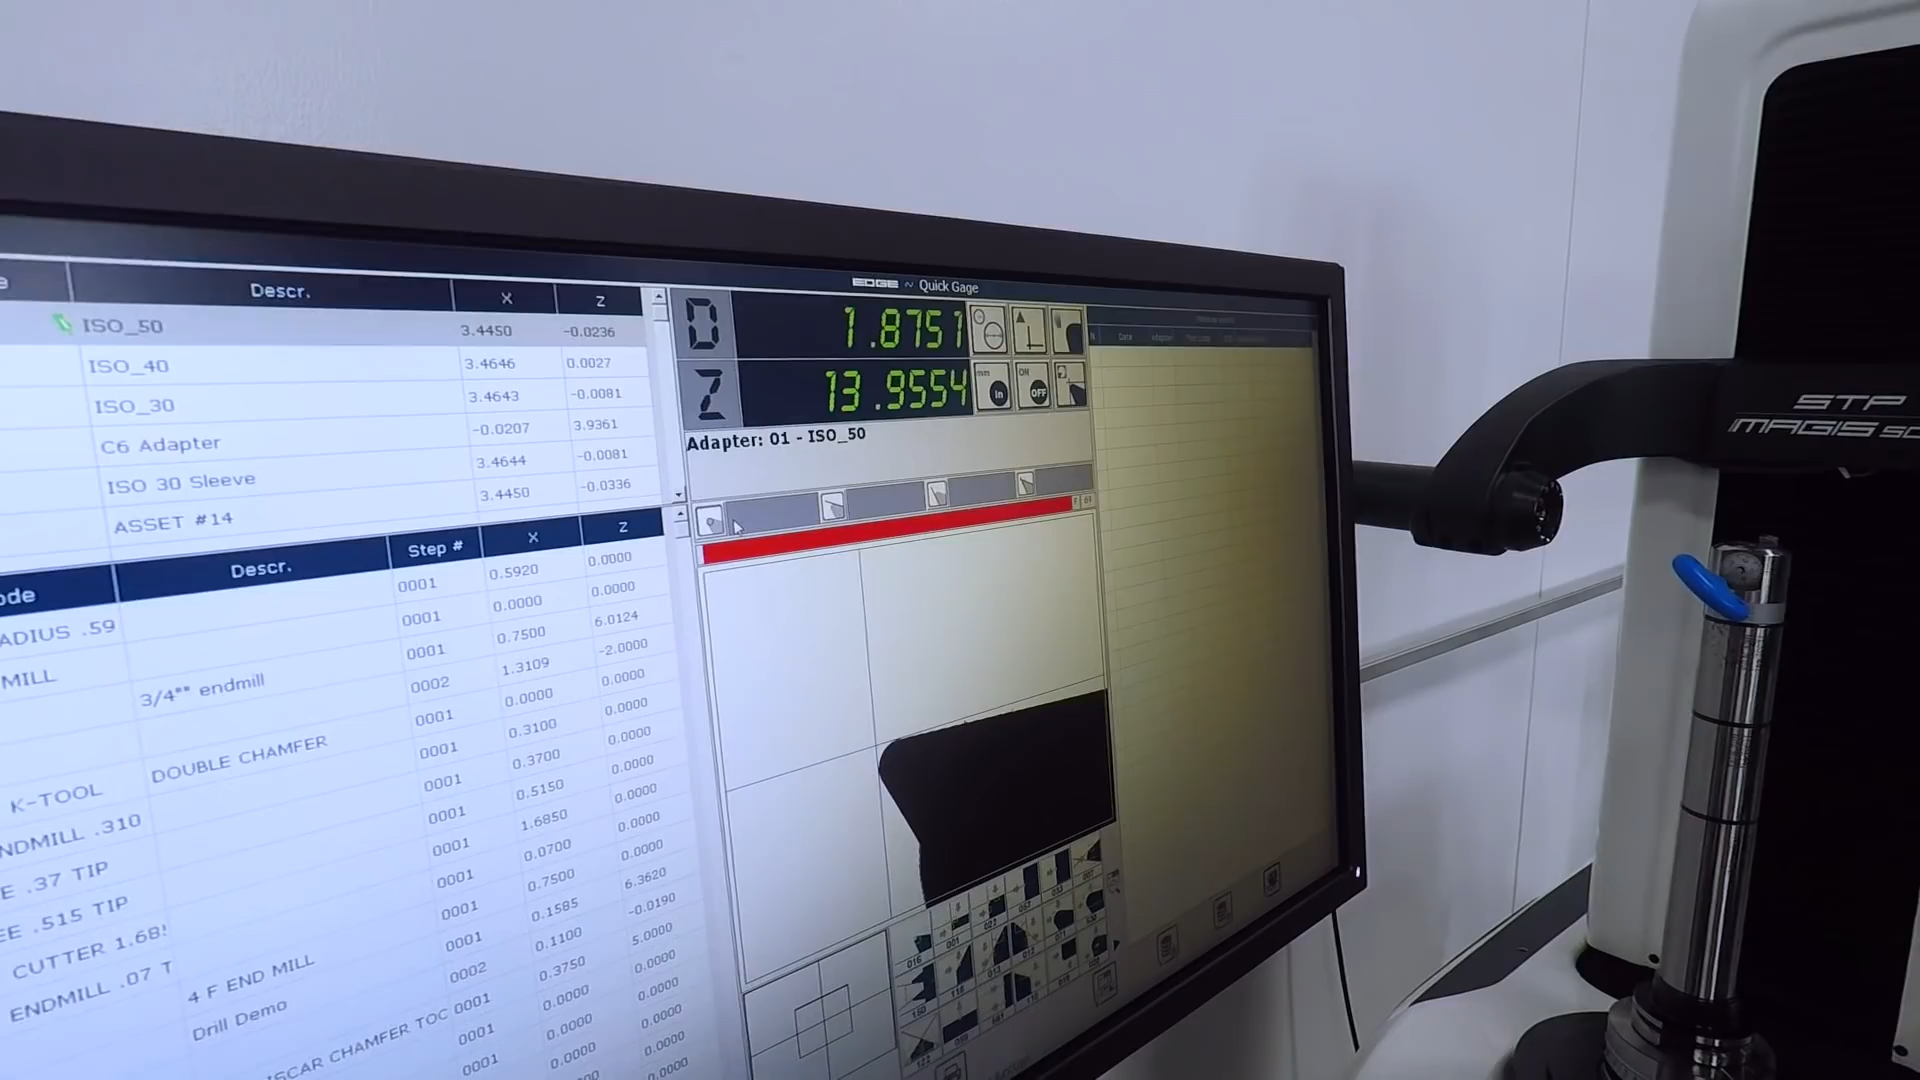 EDGE ~ Quick Gage
Descr. X Z
ISO_50 3.4450 -0.0236
ISO_40 3.4646 0.0027
ISO_30 3.4643 -0.0081
C6 Adapter -0.0207 3.9361
ISO 30 Sleeve 3.4644 -0.0081
ASSET #14 3.4450 -0.0336
D 1.8751
Z 13.9554
mm in ON OFF
Adapter: 01 - ISO_50
F 69
ode Descr. Step # X Z
ADIUS .59 0001 0.5920 0.0000
MILL 0001 0.0000 0.0000
3/4"" endmill 0001 0.7500 6.0124
0002 1.3109 -2.0000
K-TOOL DOUBLE CHAMFER 0001 0.0000 0.0000
NDMILL .310 0001 0.3100 0.0000
E .37 TIP 0001 0.3700 0.0000
EE .515 TIP 0001 0.5150 0.0000
CUTTER 1.68 0001 1.6850 0.0000
ENDMILL .07 T 0001 0.0700 0.0000
4 F END MILL 0001 0.7500 6.3620
Drill Demo 0001 0.1585 -0.0190
0002 0.1100 5.0000
ISCAR CHAMFER TOC 0001 0.3750 0.0000
0001 0.0000 0.0000
0001 0.0000 0.0000
0.0000 0.0000
STP
MAGIS